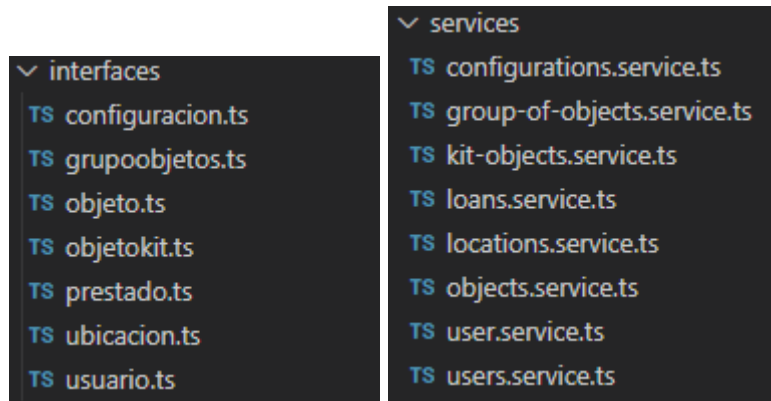 interfaces
TS configuracion.ts
TS grupoobjetos.ts
TS objeto.ts
TS objetokit.ts
TS prestado.ts
TS ubicacion.ts
TS usuario.ts
services
TS configurations.service.ts
TS group-of-objects.service.ts
TS kit-objects.service.ts
TS loans.service.ts
TS locations.service.ts
TS objects.service.ts
TS user.service.ts
TS users.service.ts